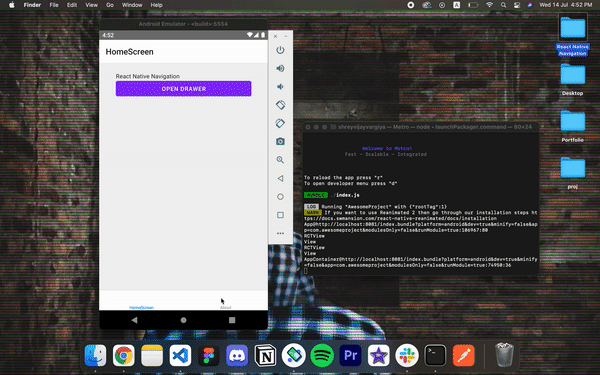 Finder File Edit View Go Window Help
Wed 14 Jul 4:52 PM
Android Emulator - <build>:5554
4:52
HomeScreen
React Native Navigation
OPEN DRAWER
HomeScreen
About
React Native Navigation
Desktop
Portfolio
proj
shreyvijayvargiya — Metro — node - launchPackager.command — 80×24
Welcome to Metro!
Fast - Scalable - Integrated
To reload the app press "r"
To open developer menu press "d"
BUNDLE ./index.js
LOG Running "AwesomeProject" with {"rootTag":1}
WARN If you want to use Reanimated 2 then go through our installation steps ht
tps://docs.swmansion.com/react-native-reanimated/docs/installation
App@http://localhost:8081/index.bundle?platform=android&dev=true&minify=false&ap
p=com.awesomeproject&modulesOnly=false&runModule=true:106967:80
RCTView
View
RCTView
View
AppContainer@http://localhost:8081/index.bundle?platform=android&dev=true&minify
=false&app=com.awesomeproject&modulesOnly=false&runModule=true:74950:36